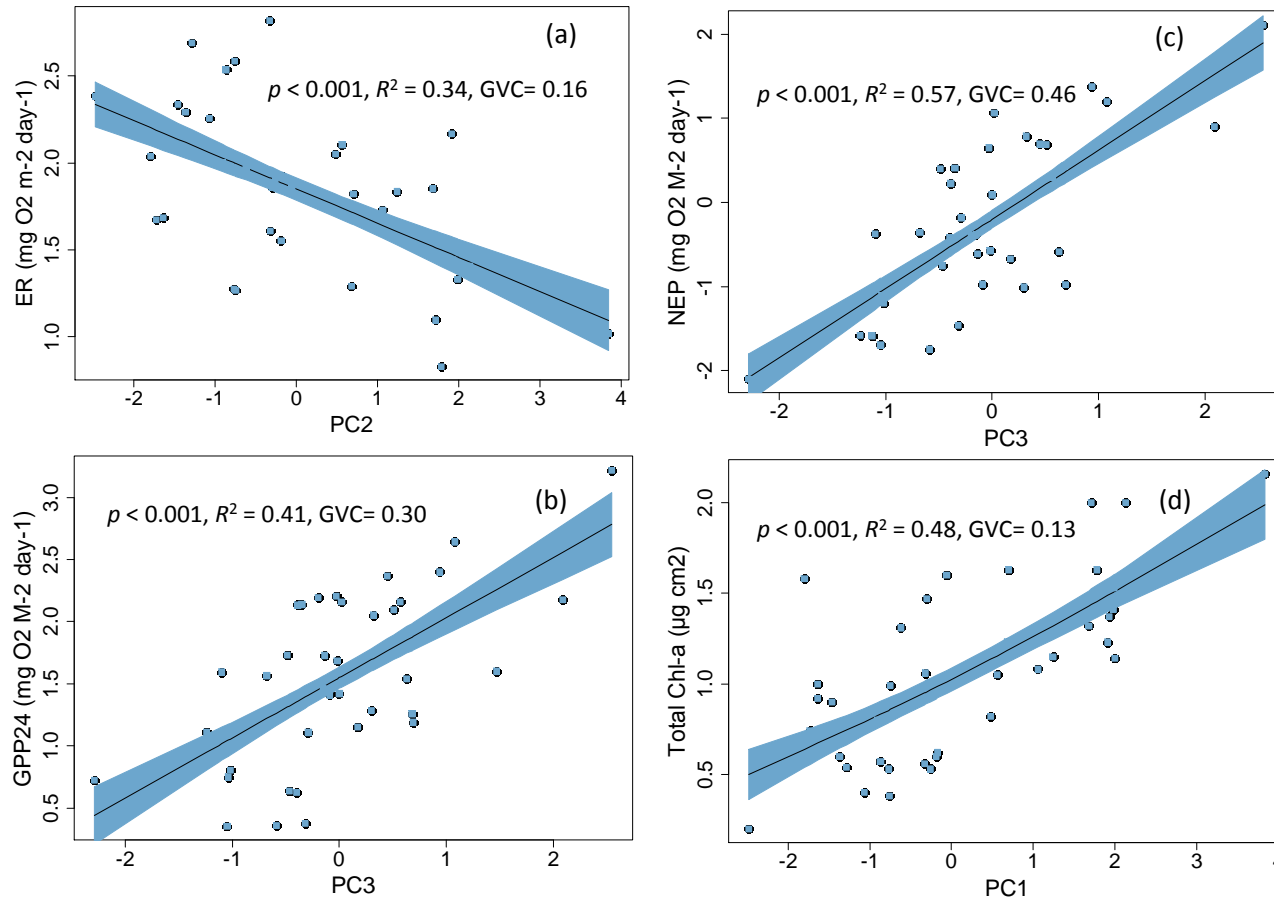 (a)
p < 0.001, R² = 0.34, GVC= 0.16
ER (mg O2 m-2 day-1)
1.0 1.5 2.0 2.5
-2 -1 0 1 2 3 4
PC2
(c)
p < 0.001, R² = 0.57, GVC= 0.46
NEP (mg O2 M-2 day-1)
-2 -1 0 1 2
-2 -1 0 1 2
PC3
(b)
p < 0.001, R² = 0.41, GVC= 0.30
GPP24 (mg O2 M-2 day-1)
0.5 1.0 1.5 2.0 2.5 3.0
-2 -1 0 1 2
PC3
(d)
p < 0.001, R² = 0.48, GVC= 0.13
Total Chl-a (µg cm2)
0.5 1.0 1.5 2.0
-2 -1 0 1 2 3
PC1